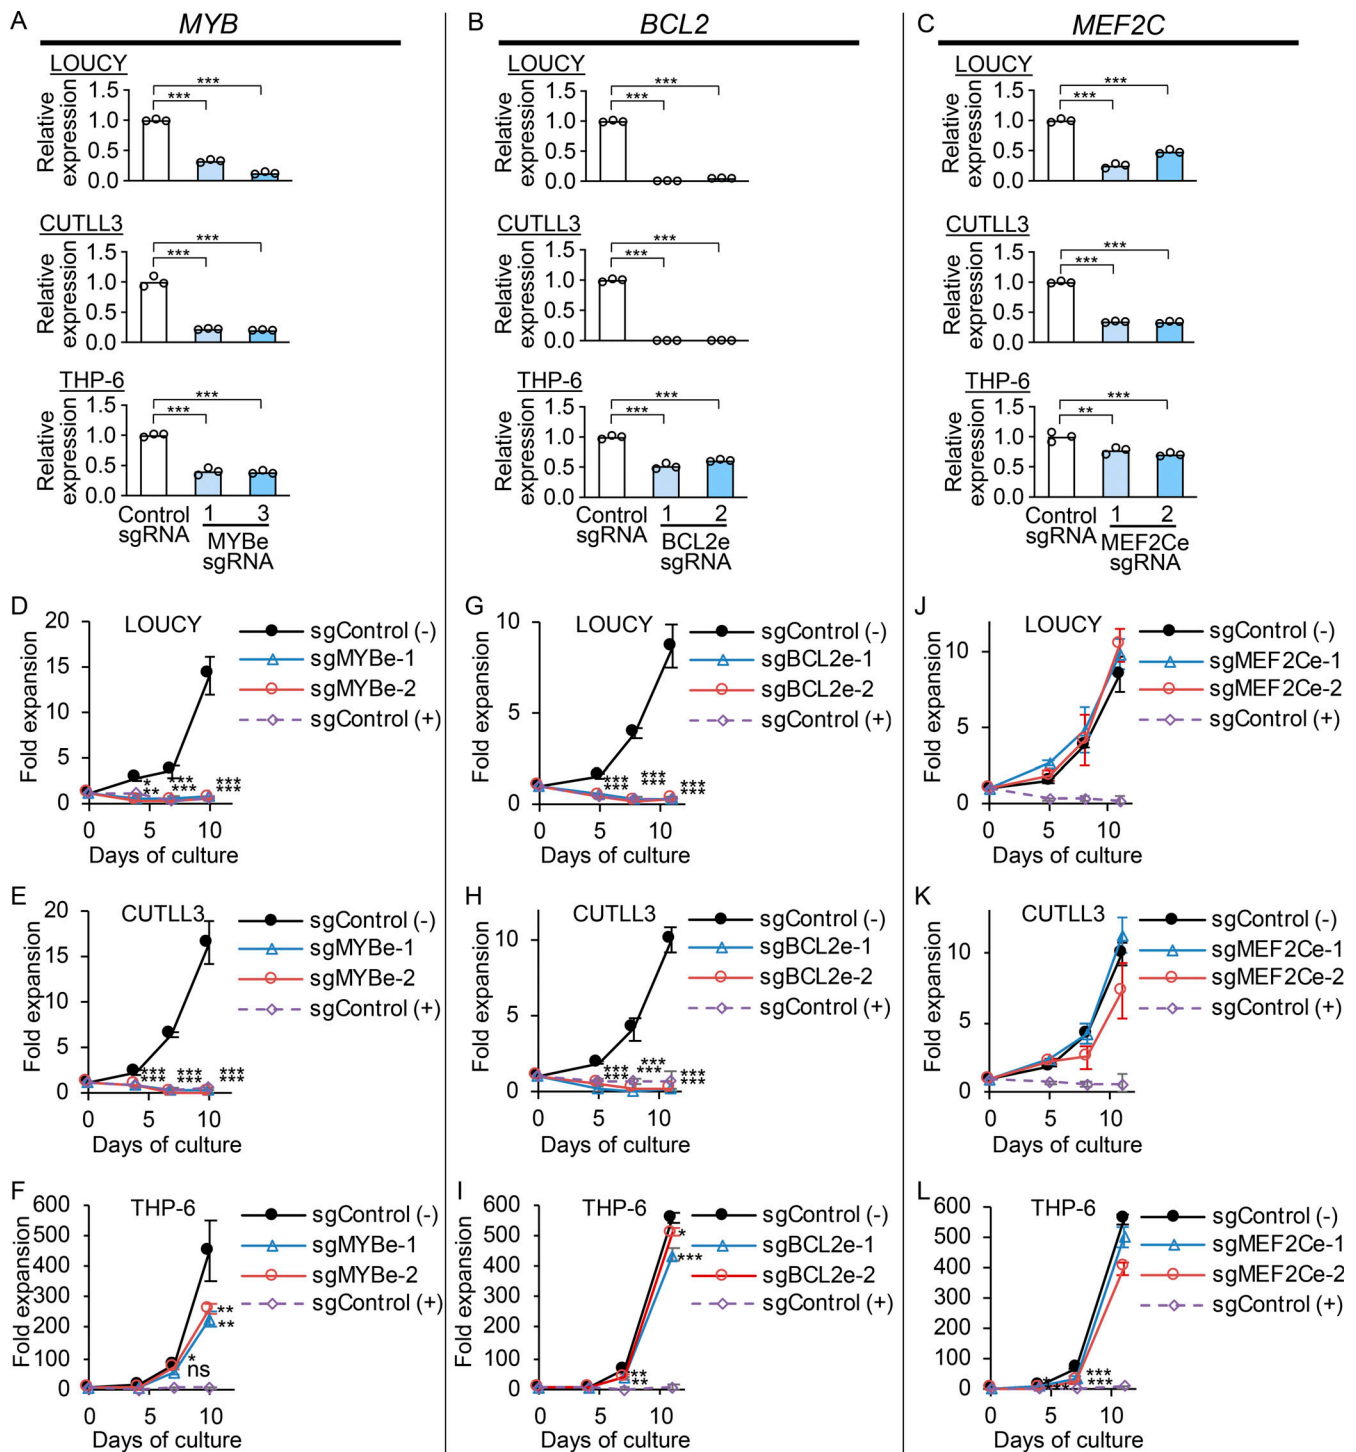 A
MYB
LOUCY
Relative
expression
1.5
1.0
0.5
0.0
***
***
CUTLL3
Relative
expression
1.5
1.0
0.5
0.0
***
***
THP-6
Relative
expression
1.5
1.0
0.5
0.0
***
***
Control
sgRNA
1 3
MYBe
sgRNA
B
BCL2
LOUCY
Relative
expression
1.5
1.0
0.5
0.0
***
***
CUTLL3
Relative
expression
1.5
1.0
0.5
0.0
***
***
THP-6
Relative
expression
1.5
1.0
0.5
0.0
***
***
Control
sgRNA
1 2
BCL2e
sgRNA
C
MEF2C
LOUCY
Relative
expression
1.5
1.0
0.5
0.0
***
***
CUTLL3
Relative
expression
1.5
1.0
0.5
0.0
***
***
THP-6
Relative
expression
1.5
1.0
0.5
0.0
***
**
Control
sgRNA
1 2
MEF2Ce
sgRNA
D
LOUCY
Fold expansion
20
15
10
5
0
sgControl (-)
sgMYBe-1
sgMYBe-2
sgControl (+)
*
**
***
***
***
***
0 5 10
Days of culture
E
CUTLL3
Fold expansion
20
15
10
5
0
sgControl (-)
sgMYBe-1
sgMYBe-2
sgControl (+)
***
***
***
***
***
***
0 5 10
Days of culture
F
THP-6
Fold expansion
600
500
400
300
200
100
0
sgControl (-)
sgMYBe-1
sgMYBe-2
sgControl (+)
**
**
*
ns
0 5 10
Days of culture
G
LOUCY
Fold expansion
10
5
0
sgControl (-)
sgBCL2e-1
sgBCL2e-2
sgControl (+)
***
***
***
***
***
***
0 5 10
Days of culture
H
CUTLL3
Fold expansion
10
5
0
sgControl (-)
sgBCL2e-1
sgBCL2e-2
sgControl (+)
***
***
***
***
***
***
0 5 10
Days of culture
I
THP-6
Fold expansion
600
500
400
300
200
100
0
sgControl (-)
sgBCL2e-1
sgBCL2e-2
sgControl (+)
*
***
**
**
0 5 10
Days of culture
J
LOUCY
Fold expansion
10
5
0
sgControl (-)
sgMEF2Ce-1
sgMEF2Ce-2
sgControl (+)
0 5 10
Days of culture
K
CUTLL3
Fold expansion
10
5
0
sgControl (-)
sgMEF2Ce-1
sgMEF2Ce-2
sgControl (+)
0 5 10
Days of culture
L
THP-6
Fold expansion
600
500
400
300
200
100
0
sgControl (-)
sgMEF2Ce-1
sgMEF2Ce-2
sgControl (+)
*
***
***
***
0 5 10
Days of culture